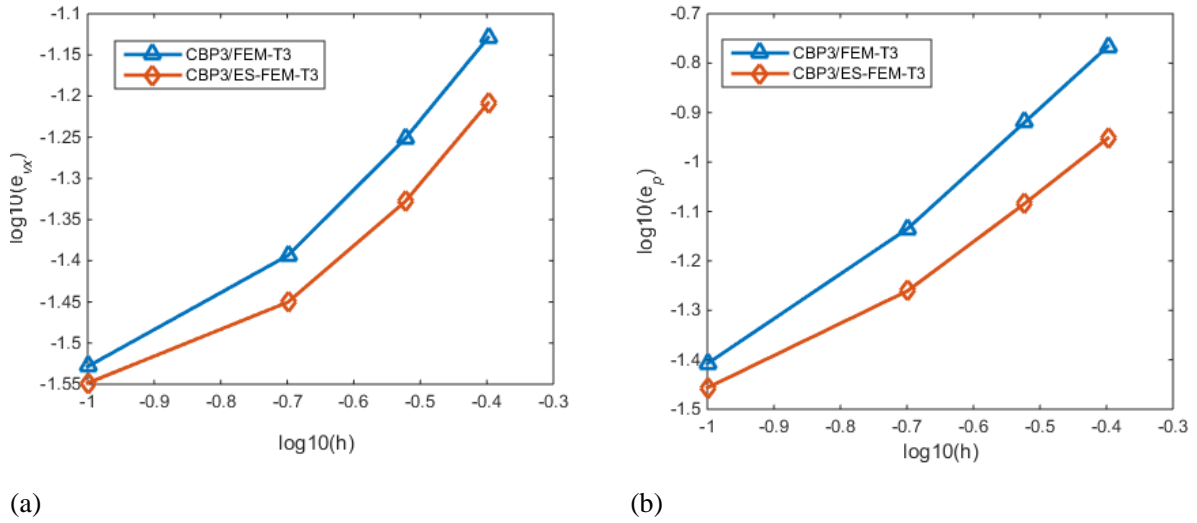 -1.1
-1.15
-1.2
-1.25
-1.3
-1.35
-1.4
-1.45
-1.5
-1.55
log10(e_vx)
CBP3/FEM-T3
CBP3/ES-FEM-T3
-1 -0.9 -0.8 -0.7 -0.6 -0.5 -0.4 -0.3
log10(h)
(a)
-0.7
-0.8
-0.9
-1
-1.1
-1.2
-1.3
-1.4
-1.5
log10(e_p)
CBP3/FEM-T3
CBP3/ES-FEM-T3
-1 -0.9 -0.8 -0.7 -0.6 -0.5 -0.4 -0.3
log10(h)
(b)